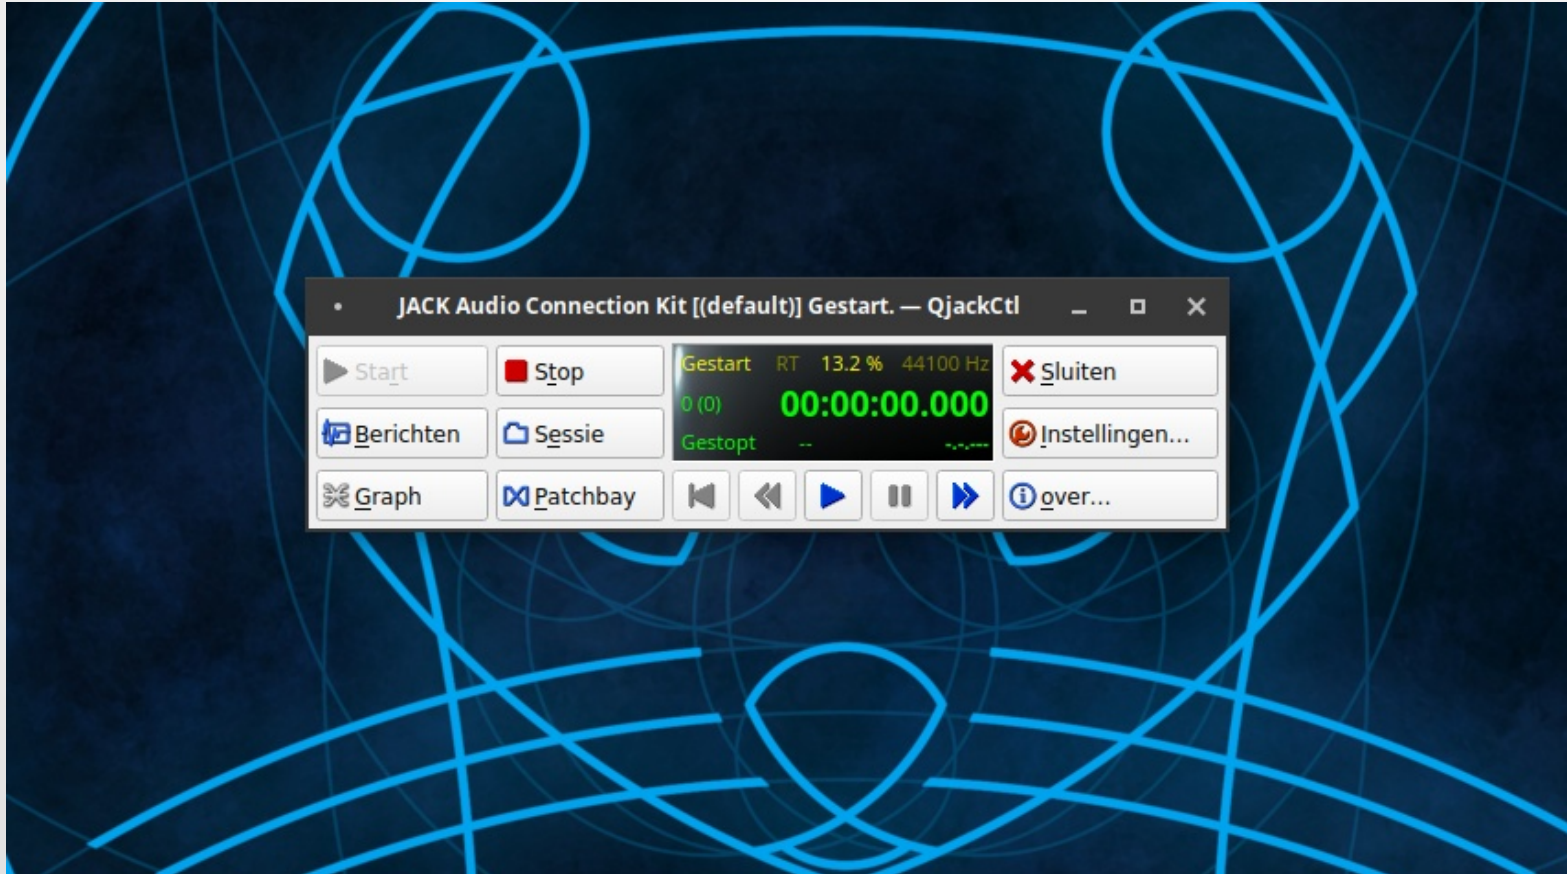 JACK Audio Connection Kit [(default)] Gestart. — QjackCtl
Start
Stop
Gestart RT 13.2 % 44100 Hz
Sluiten
0 (0) 00:00:00.000
Berichten
Sessie
Gestopt -- -.-.---
Instellingen...
Graph
Patchbay
over...